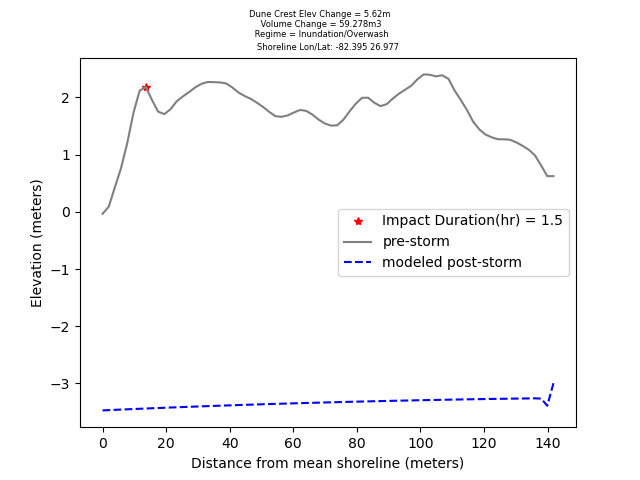 Dune Crest Elev Change = 5.62m
Volume Change = 59.278m3
Regime = Inundation/Overwash
Shoreline Lon/Lat: -82.395 26.977
Elevation (meters)
2
1
0
−1
−2
−3
Impact Duration(hr) = 1.5
pre-storm
modeled post-storm
0 20 40 60 80 100 120 140
Distance from mean shoreline (meters)